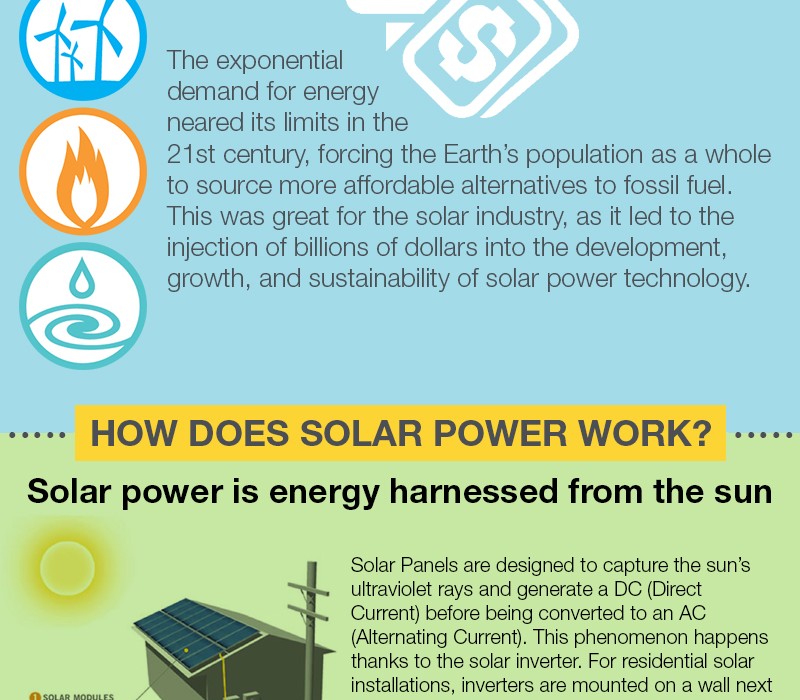 $
The exponential
demand for energy
neared its limits in the
21st century, forcing the Earth's population as a whole
to source more affordable alternatives to fossil fuel.
This was great for the solar industry, as it led to the
injection of billions of dollars into the development,
growth, and sustainability of solar power technology.
HOW DOES SOLAR POWER WORK?
Solar power is energy harnessed from the sun
Solar Panels are designed to capture the sun's
ultraviolet rays and generate a DC (Direct
Current) before being converted to an AC
(Alternating Current). This phenomenon happens
thanks to the solar inverter. For residential solar
installations, inverters are mounted on a wall next
1 SOLAR MODULES